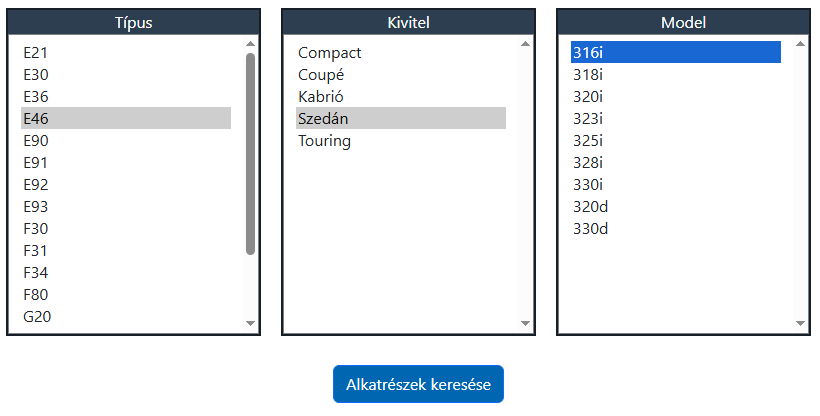 Típus
E21
E30
E36
E46
E90
E91
E92
E93
F30
F31
F34
F80
G20
Kivitel
Compact
Coupé
Kabrió
Szedán
Touring
Model
316i
318i
320i
323i
325i
328i
330i
320d
330d
Alkatrészek keresése